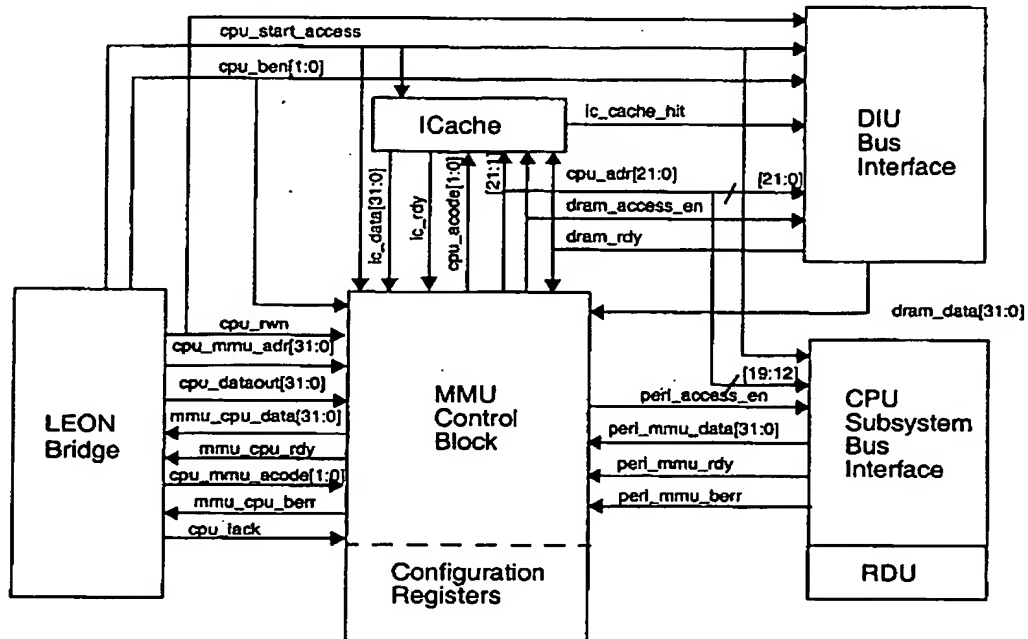 cpu_start_access
cpu_ben[1:0]
ICache
ic_cache_hit
DIU
Bus
Interface
ic_data[31:0]
ic_rdy
cpu_acode[1:0]
[21:1]
cpu_adr[21:0]
[21:0]
dram_access_en
dram_rdy
dram_data[31:0]
LEON
Bridge
cpu_rwn
cpu_mmu_adr[31:0]
cpu_dataout[31:0]
mmu_cpu_data[31:0]
mmu_cpu_rdy
cpu_mmu_acode[1:0]
mmu_cpu_berr
cpu_iack
MMU
Control
Block
Configuration
Registers
[19:12]
peri_access_en
peri_mmu_data[31:0]
peri_mmu_rdy
peri_mmu_berr
CPU
Subsystem
Bus
Interface
RDU